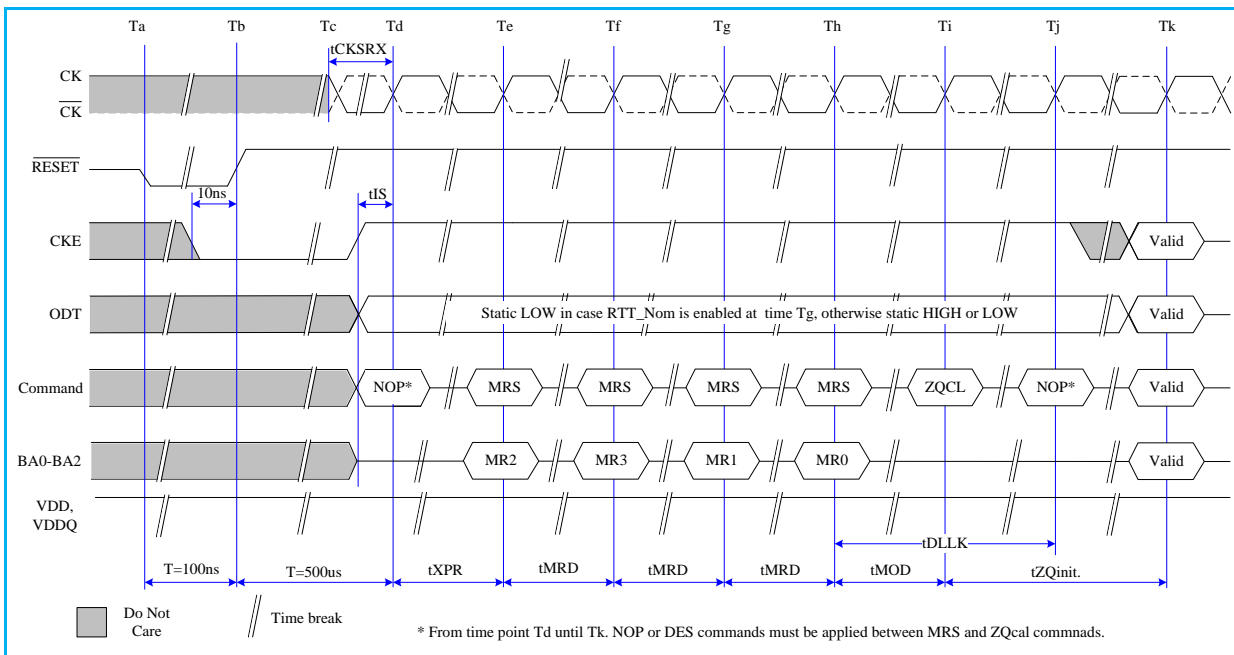 Ta Tb Tc Td Te Tf Tg Th Ti Tj Tk
tCKSRX
CK
CK
RESET
10ns
tIS
CKE
Valid
ODT
Static LOW in case RTT_Nom is enabled at time Tg, otherwise static HIGH or LOW
Valid
Command
NOP* MRS MRS MRS MRS ZQCL NOP* Valid
BA0-BA2
MR2 MR3 MR1 MR0 Valid
VDD,
VDDQ
tDLLK
T=100ns T=500us tXPR tMRD tMRD tMRD tMOD tZQinit.
Do Not
Care
Time break
* From time point Td until Tk. NOP or DES commands must be applied between MRS and ZQcal commnads.